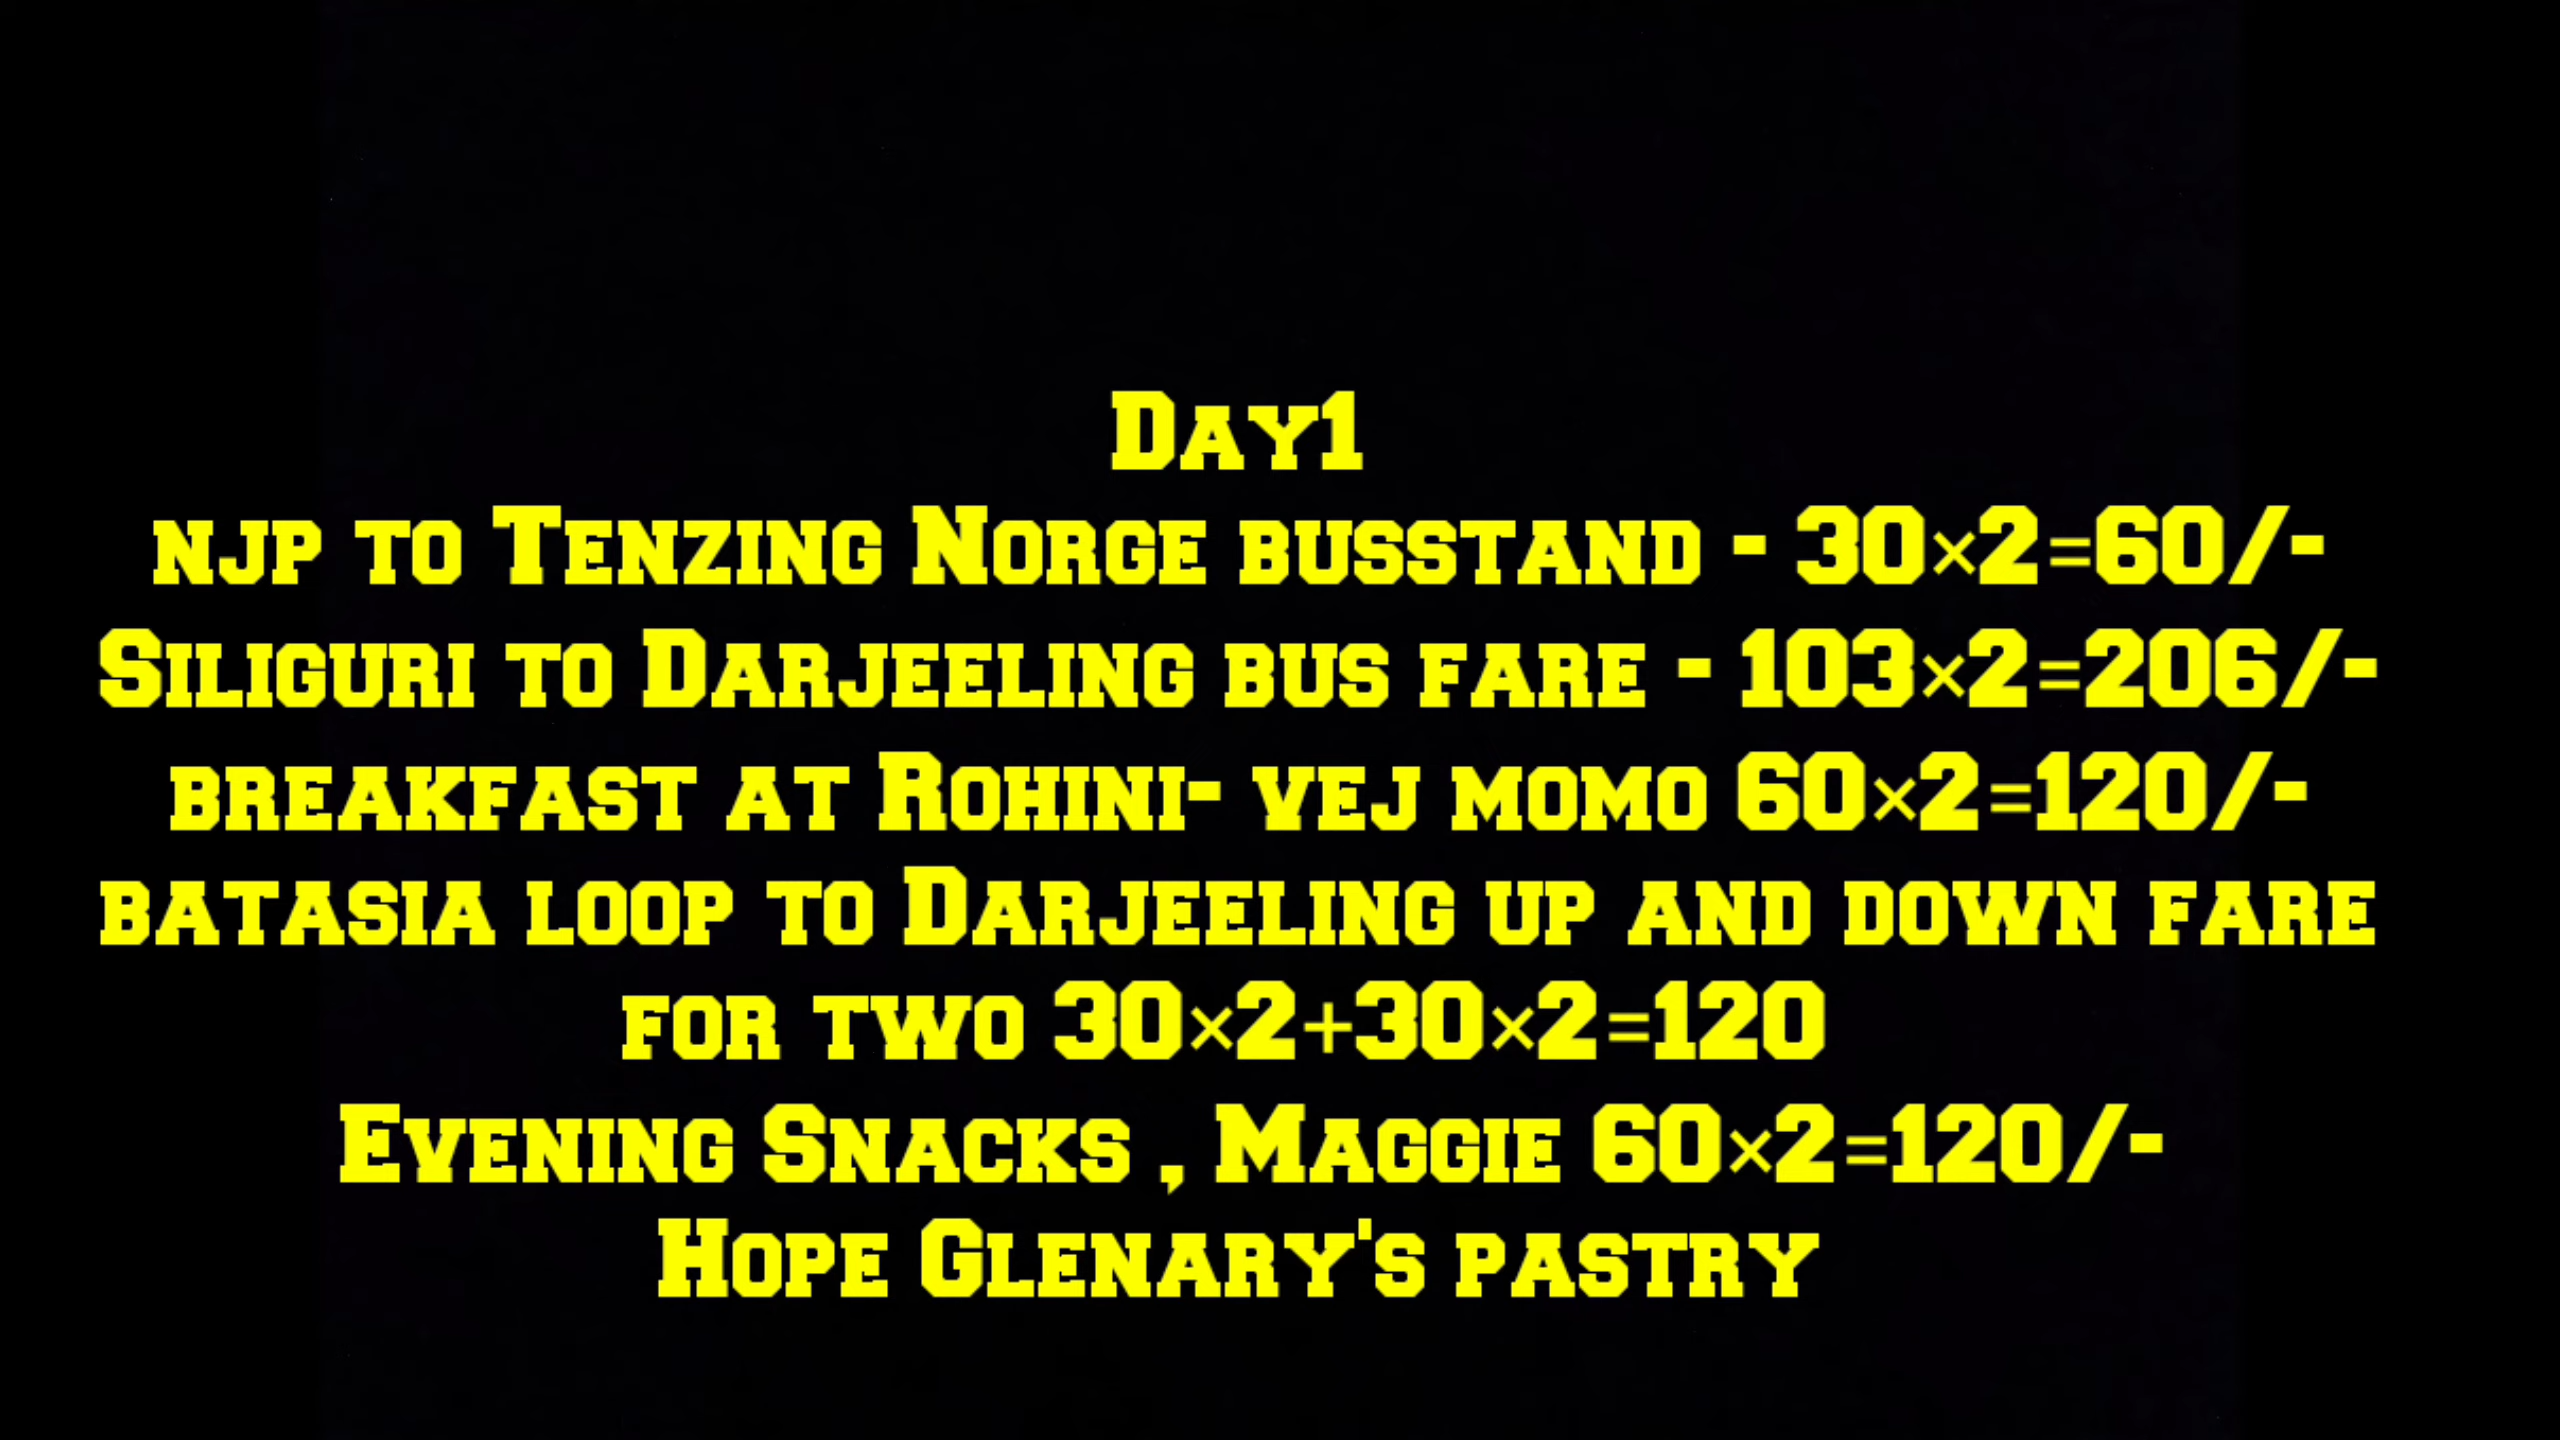 Day1
njp to Tenzing Norge busstand - 30×2=60/-
Siliguri to Darjeeling bus fare - 103×2=206/-
breakfast at Rohini- vej momo 60×2=120/-
batasia loop to Darjeeling up and down fare
for two 30×2+30×2=120
Evening Snacks , Maggie 60×2=120/-
Hope Glenary's pastry